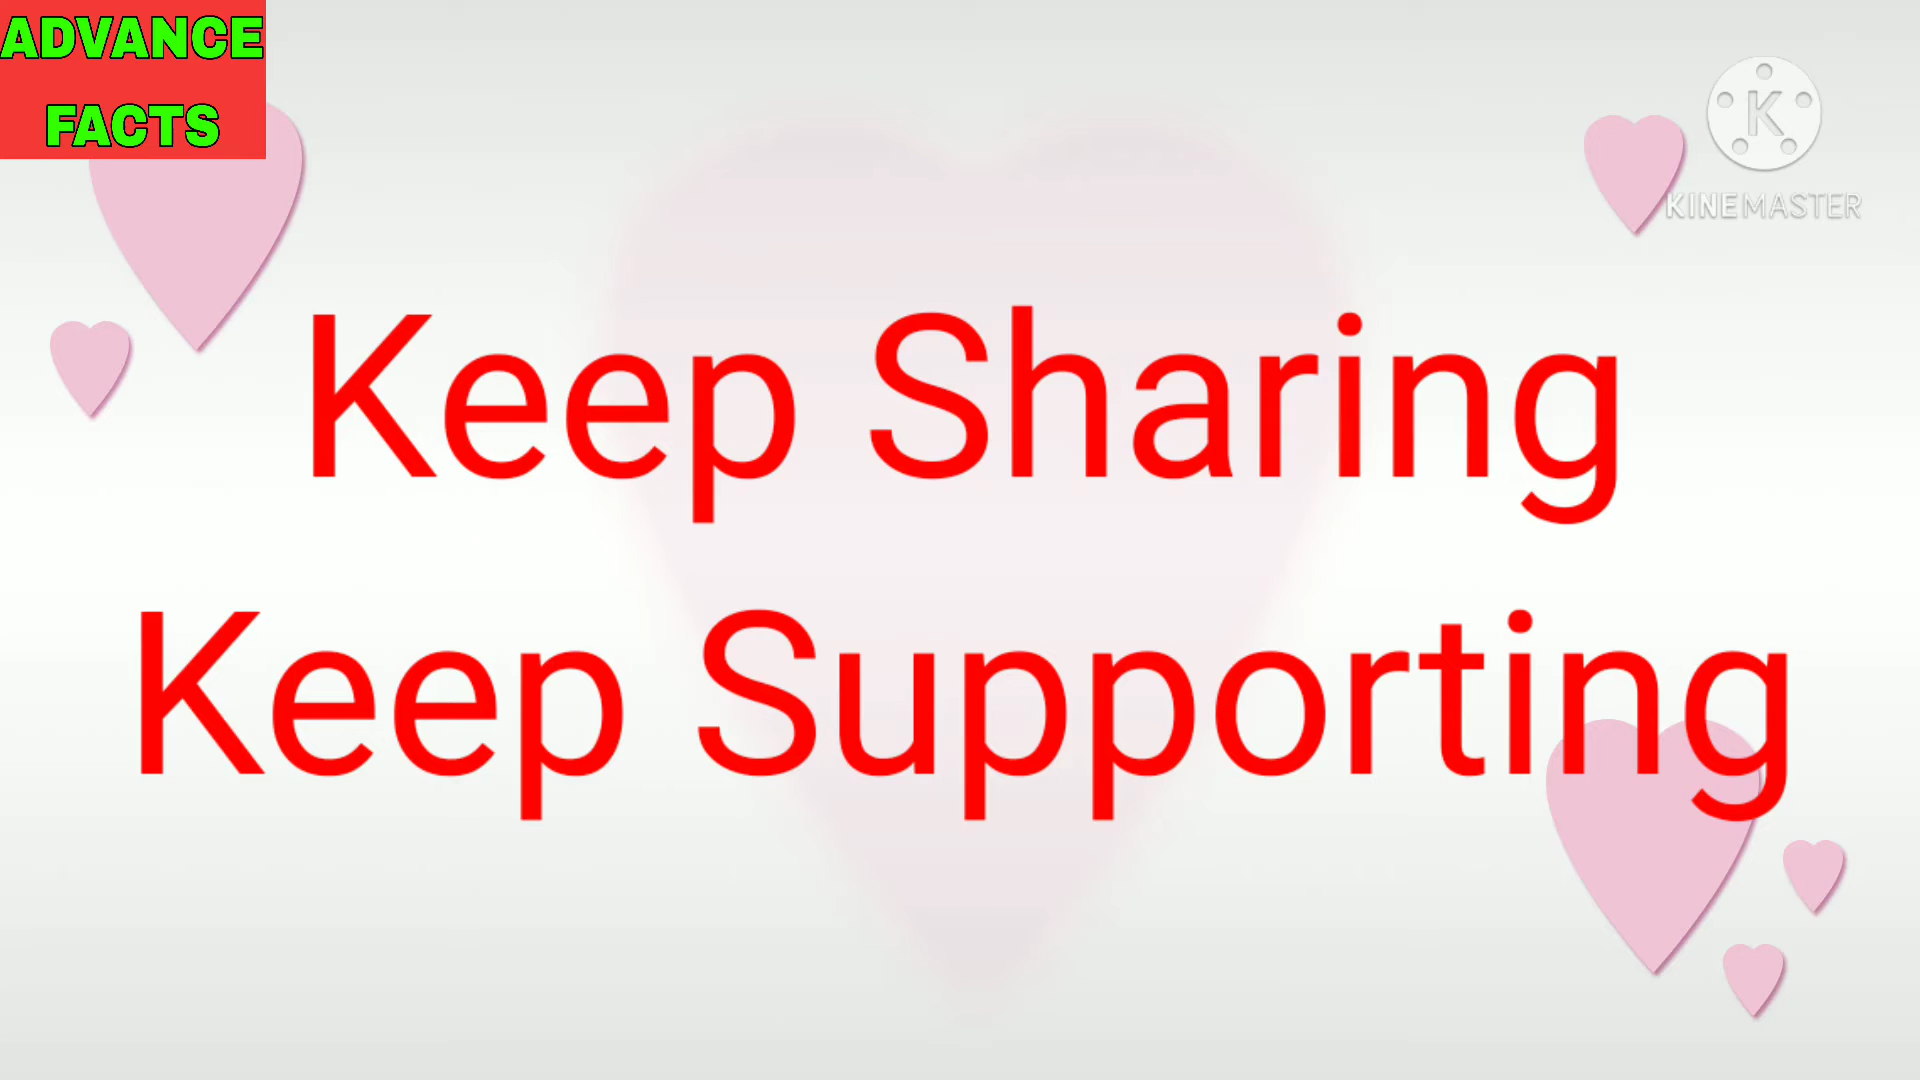 ADVANCE
FACTS
K
KINEMASTER
Keep Sharing
Keep Supporting